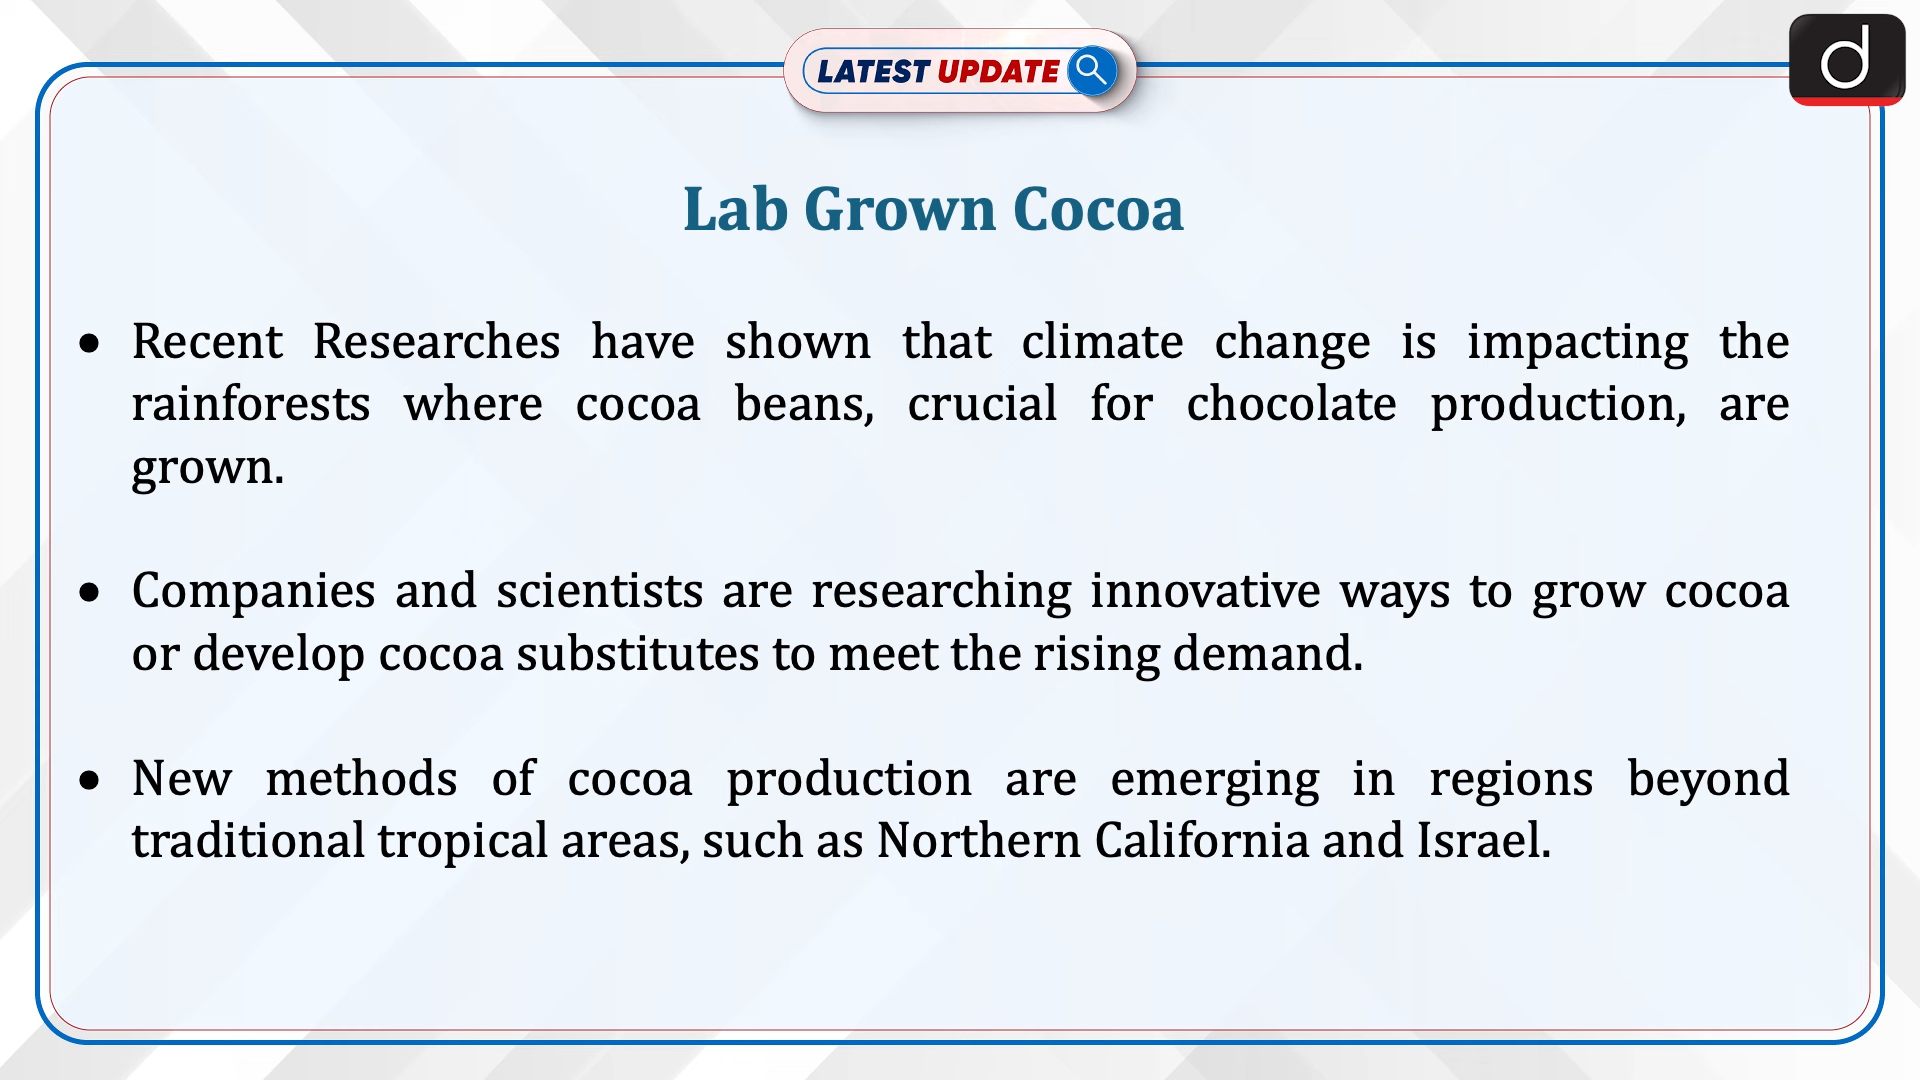 LATEST UPDATE
d
Lab Grown Cocoa
● Recent Researches have shown that climate change is impacting the
rainforests where cocoa beans, crucial for chocolate production, are
grown.
● Companies and scientists are researching innovative ways to grow cocoa
or develop cocoa substitutes to meet the rising demand.
● New methods of cocoa production are emerging in regions beyond
traditional tropical areas, such as Northern California and Israel.